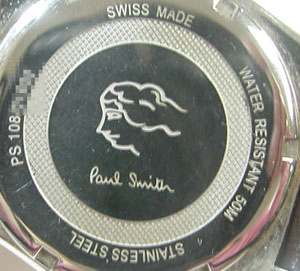 SWISS MADE
WATER RESISTANT 50M
STAINLESS STEEL
PS 108
Paul Smith